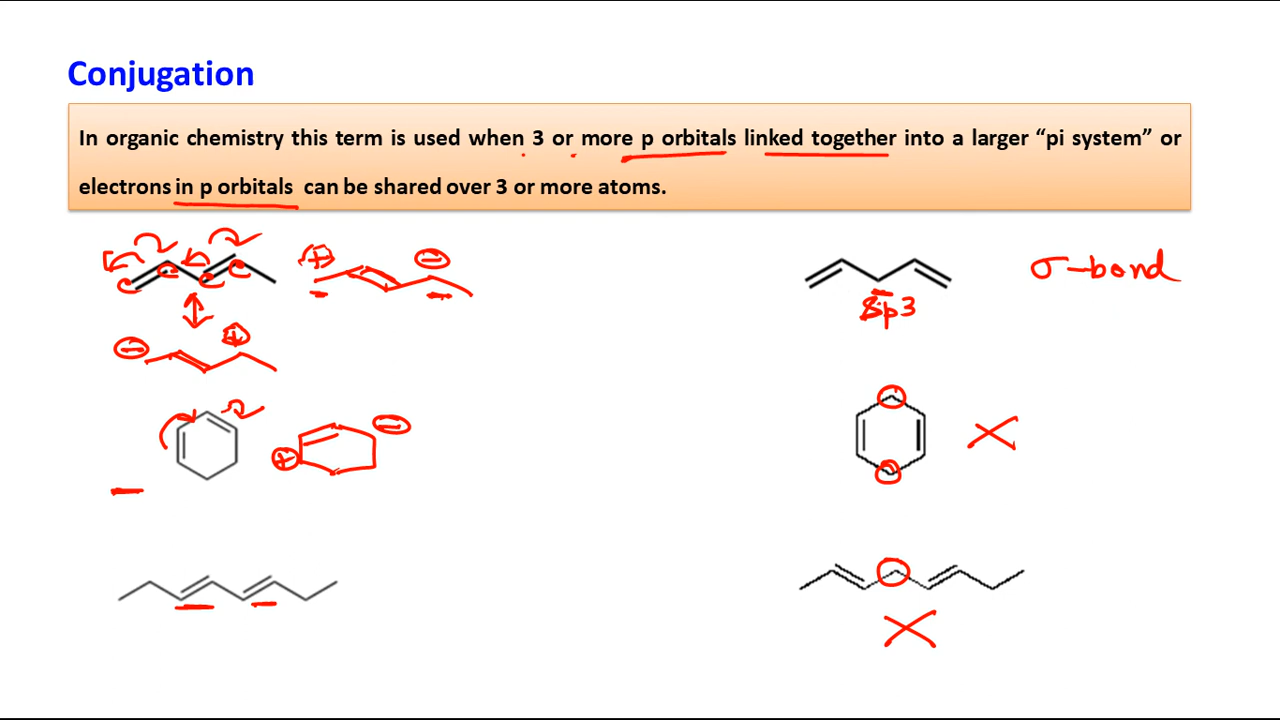 Conjugation
In organic chemistry this term is used when 3 or more p orbitals linked together into a larger “pi system” or
electrons in p orbitals can be shared over 3 or more atoms.
+ −
σ-bond
sp3
− +
−
+